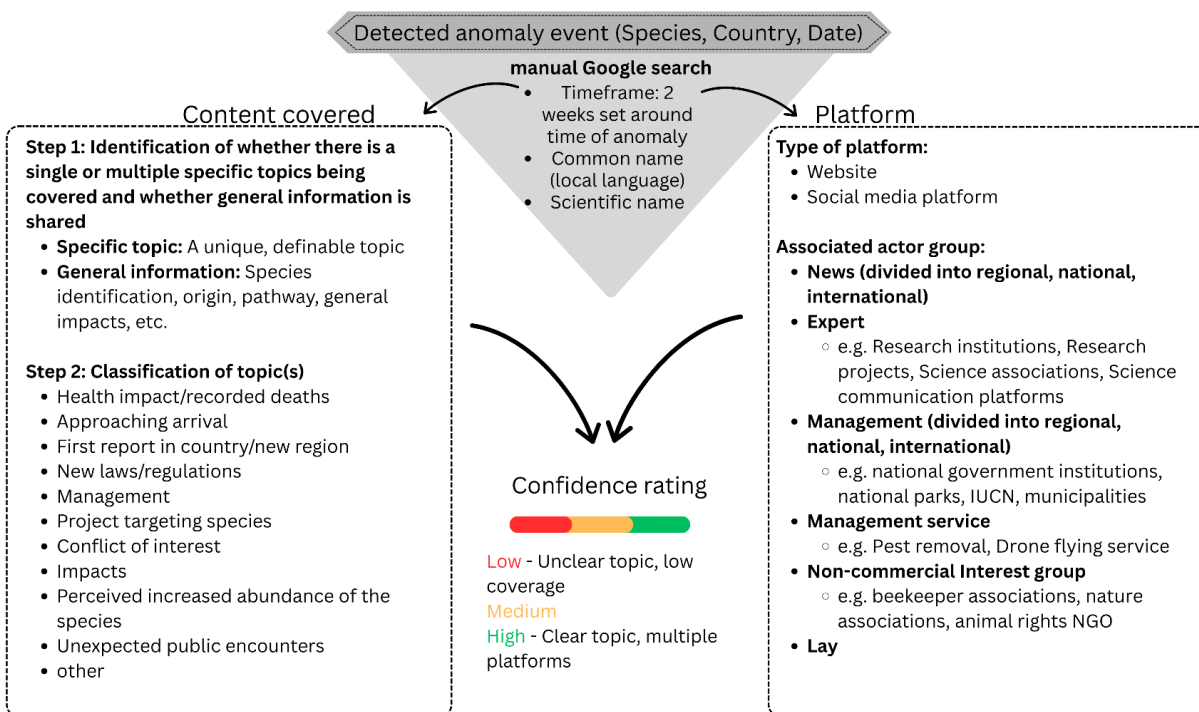 Detected anomaly event (Species, Country, Date)
manual Google search
• Timeframe: 2
weeks set around
time of anomaly
• Common name
(local language)
• Scientific name
Content covered
Step 1: Identification of whether there is a
single or multiple specific topics being
covered and whether general information is
shared
• Specific topic: A unique, definable topic
• General information: Species
identification, origin, pathway, general
impacts, etc.
Step 2: Classification of topic(s)
• Health impact/recorded deaths
• Approaching arrival
• First report in country/new region
• New laws/regulations
• Management
• Project targeting species
• Conflict of interest
• Impacts
• Perceived increased abundance of the
species
• Unexpected public encounters
• other
Platform
Type of platform:
• Website
• Social media platform
Associated actor group:
• News (divided into regional, national,
international)
• Expert
○ e.g. Research institutions, Research
projects, Science associations, Science
communication platforms
• Management (divided into regional,
national, international)
○ e.g. national government institutions,
national parks, IUCN, municipalities
• Management service
○ e.g. Pest removal, Drone flying service
• Non-commercial Interest group
○ e.g. beekeeper associations, nature
associations, animal rights NGO
• Lay
Confidence rating
Low - Unclear topic, low
coverage
Medium
High - Clear topic, multiple
platforms